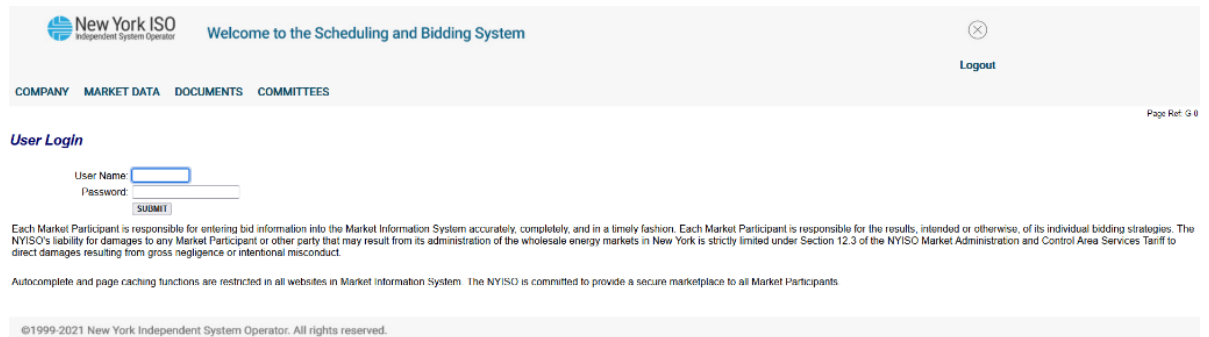 New York ISO
Independent System Operator
Welcome to the Scheduling and Bidding System
Logout
COMPANY MARKET DATA DOCUMENTS COMMITTEES
Page Ref: G 0
User Login
User Name:
Password:
SUBMIT
Each Market Participant is responsible for entering bid information into the Market Information System accurately, completely, and in a timely fashion. Each Market Participant is responsible for the results, intended or otherwise, of its individual bidding strategies. The
NYISO's liability for damages to any Market Participant or other party that may result from its administration of the wholesale energy markets in New York is strictly limited under Section 12.3 of the NYISO Market Administration and Control Area Services Tariff to
direct damages resulting from gross negligence or intentional misconduct.
Autocomplete and page caching functions are restricted in all websites in Market Information System. The NYISO is committed to provide a secure marketplace to all Market Participants.
©1999-2021 New York Independent System Operator. All rights reserved.